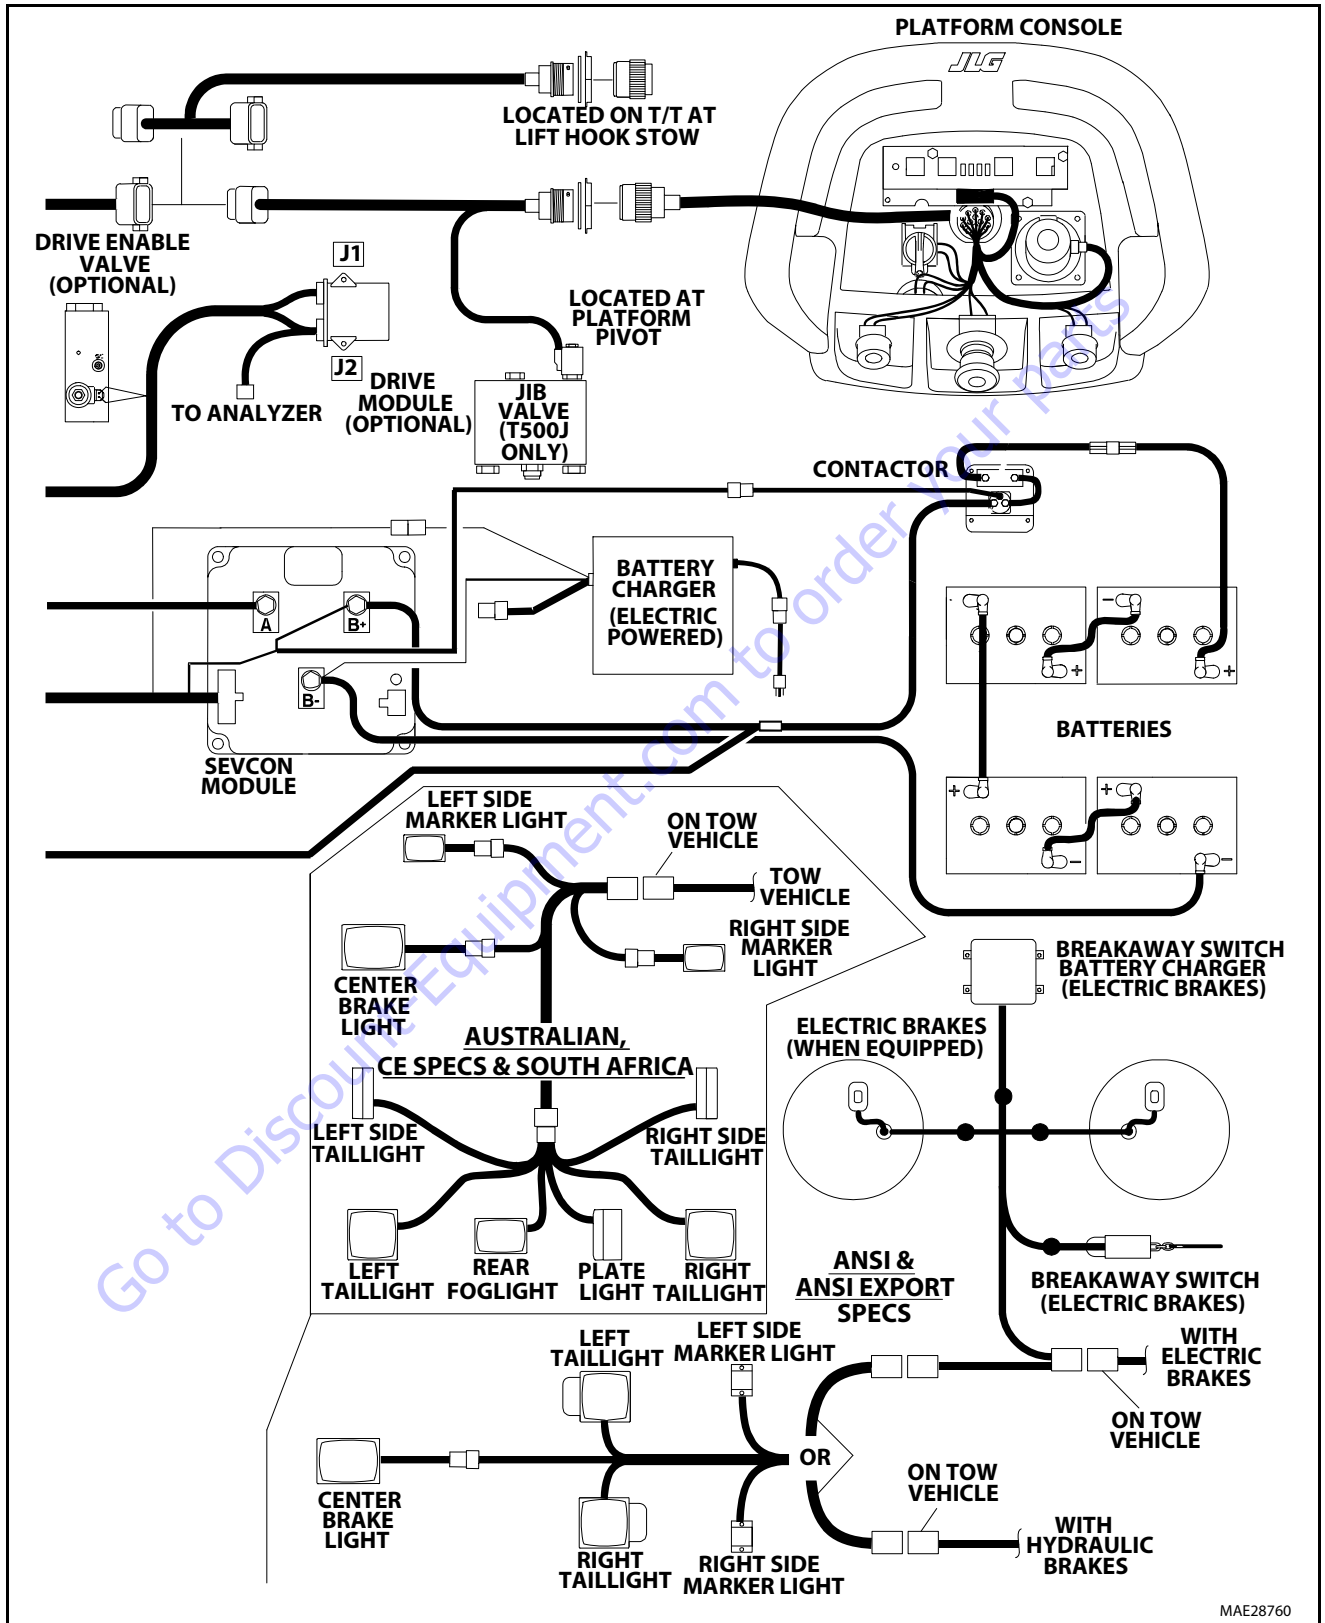 PLATFORM CONSOLE
JLG
LOCATED ON T/T AT
LIFT HOOK STOW
DRIVE ENABLE
VALVE
(OPTIONAL)
J1
J2
TO ANALYZER
DRIVE
MODULE
(OPTIONAL)
LOCATED AT
PLATFORM
PIVOT
JIB
VALVE
(T500J
ONLY)
CONTACTOR
BATTERY
CHARGER
(ELECTRIC
POWERED)
A
B+
B-
SEVCON
MODULE
-
+
+
BATTERIES
+
+
-
-
LEFT SIDE
MARKER LIGHT
ON TOW
VEHICLE
TOW
VEHICLE
RIGHT SIDE
MARKER
LIGHT
CENTER
BRAKE
LIGHT
AUSTRALIAN,
CE SPECS & SOUTH AFRICA
LEFT SIDE
TAILLIGHT
RIGHT SIDE
TAILLIGHT
LEFT
TAILLIGHT
REAR
FOGLIGHT
PLATE
LIGHT
RIGHT
TAILLIGHT
BREAKAWAY SWITCH
BATTERY CHARGER
(ELECTRIC BRAKES)
ELECTRIC BRAKES
(WHEN EQUIPPED)
ANSI &
ANSI EXPORT
SPECS
BREAKAWAY SWITCH
(ELECTRIC BRAKES)
WITH
ELECTRIC
BRAKES
ON TOW
VEHICLE
LEFT
TAILLIGHT
LEFT SIDE
MARKER LIGHT
OR
CENTER
BRAKE
LIGHT
RIGHT
TAILLIGHT
RIGHT SIDE
MARKER LIGHT
ON TOW
VEHICLE
WITH
HYDRAULIC
BRAKES
MAE28760
Go to Discount-Equipment.com to order your parts